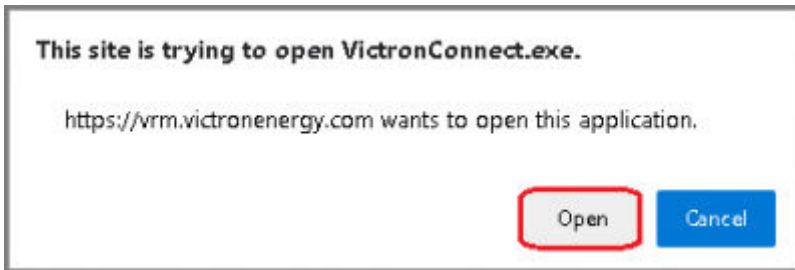 This site is trying to open VictronConnect.exe.
https://vrm.victronenergy.com wants to open this application.
Open
Cancel